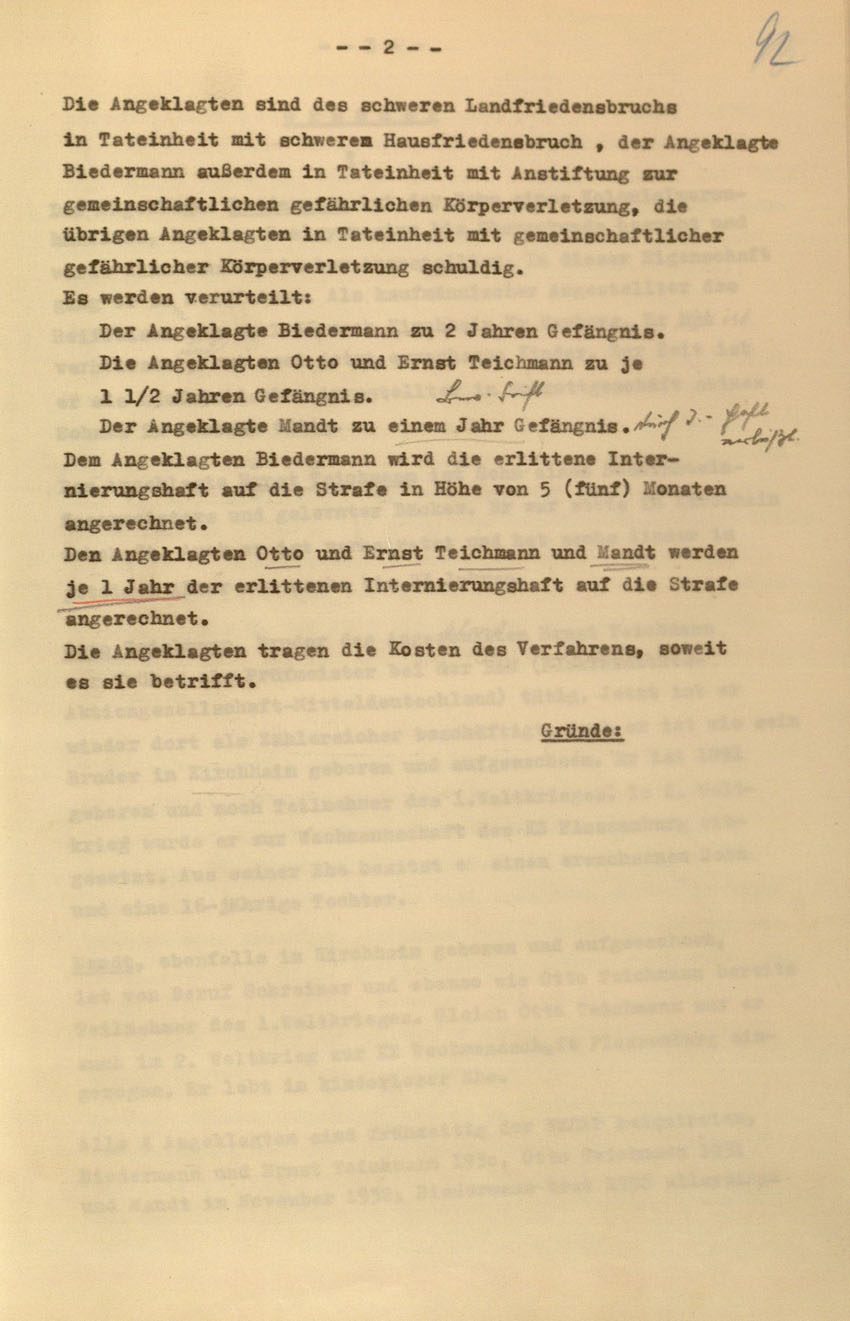 - - 2 - -
92
Die Angeklagten sind des schweren Landfriedensbruchs
in Tateinheit mit schwerem Hausfriedensbruch , der Angeklagte
Biedermann außerdem in Tateinheit mit Anstiftung zur
gemeinschaftlichen gefährlichen Körperverletzung, die
übrigen Angeklagten in Tateinheit mit gemeinschaftlicher
gefährlicher Körperverletzung schuldig.
Es werden verurteilt:
Der Angeklagte Biedermann zu 2 Jahren Gefängnis.
Die Angeklagten Otto und Ernst Teichmann zu je
1 1/2 Jahren Gefängnis.
Der Angeklagte Mandt zu einem Jahr Gefängnis. durch J.- Haft
verbüßt.
Dem Angeklagten Biedermann wird die erlittene Inter-
nierungshaft auf die Strafe in Höhe von 5 (fünf) Monaten
angerechnet.
Den Angeklagten Otto und Ernst Teichmann und Mandt werden
je 1 Jahr der erlittenen Internierungshaft auf die Strafe
angerechnet.
Die Angeklagten tragen die Kosten des Verfahrens, soweit
es sie betrifft.
Gründe: